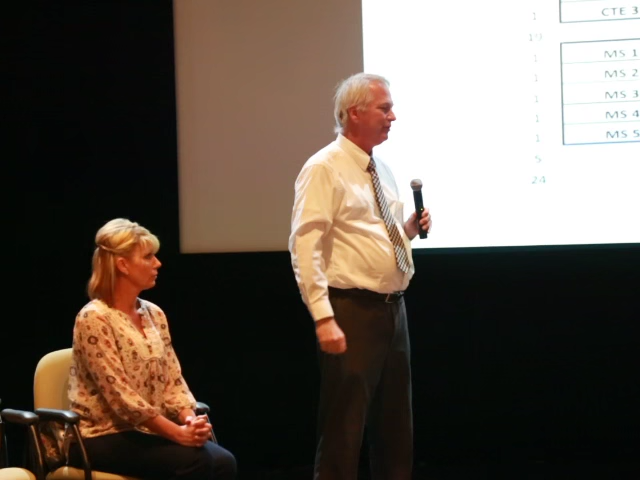 1
CTE 3
19
1 MS 1
1 MS 2
1 MS 3
1 MS 4
1 MS 5
5
24